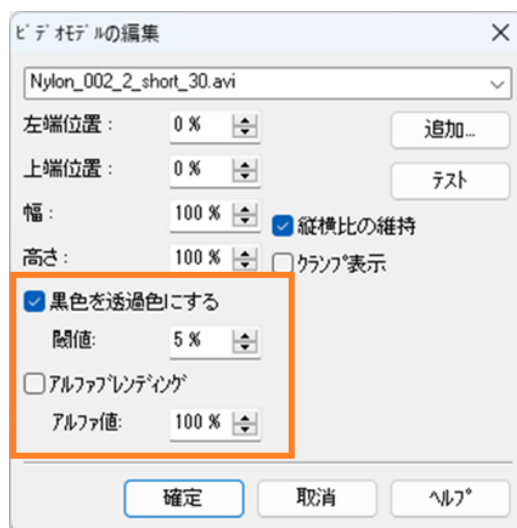 ﾋﾞﾃﾞｵﾓﾃﾞﾙの編集
Nylon_002_2_short_30.avi
左端位置： 0 %
追加...
上端位置： 0 %
ﾃｽﾄ
幅： 100 %
縦横比の維持
高さ： 100 %
ｸﾗﾝﾌﾟ表示
黒色を透過色にする
閾値: 5 %
ｱﾙﾌｧﾌﾞﾚﾝﾃﾞｨﾝｸﾞ
ｱﾙﾌｧ値: 100 %
確定 取消 ﾍﾙﾌﾟ